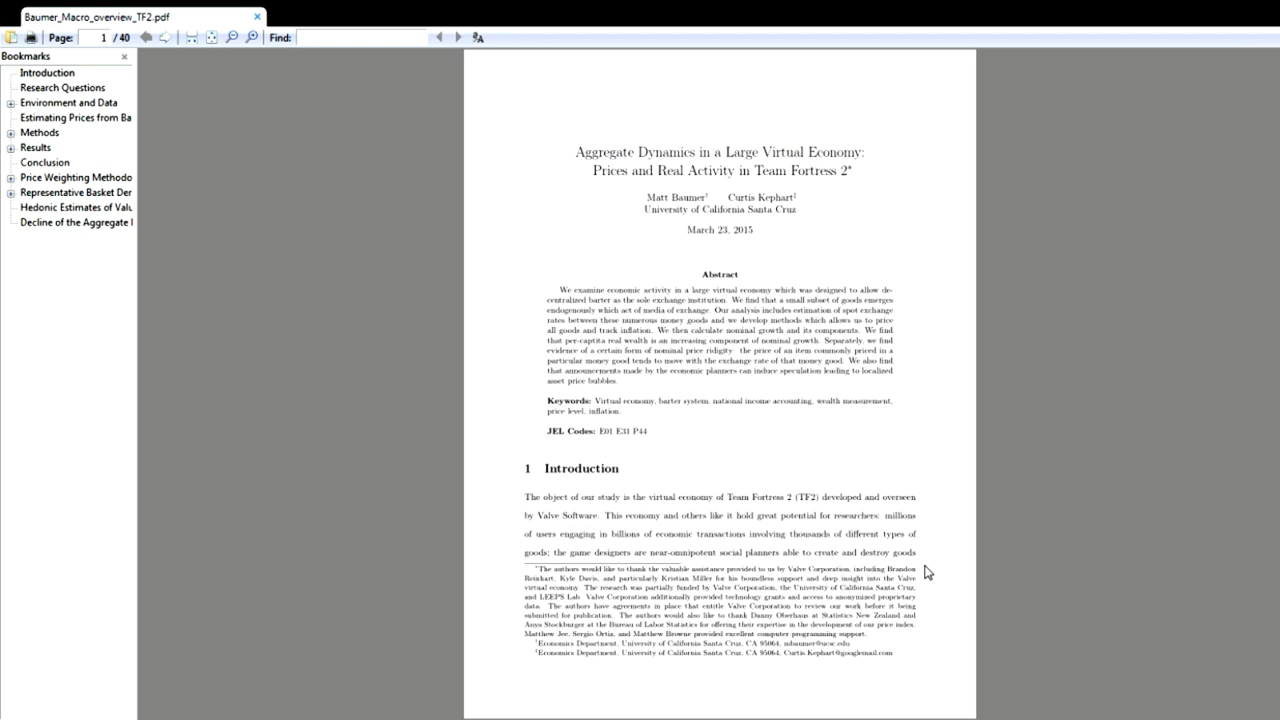 Baumer_Macro_overview_TF2.pdf
Page: 1 / 40 Find:
Bookmarks
Introduction
Research Questions
Environment and Data
Estimating Prices from Ba
Methods
Results
Conclusion
Price Weighting Methodo
Representative Basket Der
Hedonic Estimates of Valu
Decline of the Aggregate I
Aggregate Dynamics in a Large Virtual Economy:
Prices and Real Activity in Team Fortress 2*
Matt Baumer† Curtis Kephart‡
University of California Santa Cruz
March 23, 2015
Abstract
We examine economic activity in a large virtual economy which was designed to allow de-
centralized barter as the sole exchange institution. We find that a small subset of goods emerges
endogenously which act of media of exchange. Our analysis includes estimation of spot exchange
rates between these numerous money goods and we develop methods which allows us to price
all goods and track inflation. We then calculate nominal growth and its components. We find
that per-captita real wealth is an increasing component of nominal growth. Separately, we find
evidence of a certain form of nominal price ridigity the price of an item commonly priced in a
particular money good tends to move with the exchange rate of that money good. We also find
that announcements made by the economic planners can induce speculation leading to localized
asset price bubbles.
Keywords: Virtual economy, barter system, national income accounting, wealth measurement,
price level, inflation.
JEL Codes: E01 E31 P44
1 Introduction
The object of our study is the virtual economy of Team Fortress 2 (TF2) developed and overseen
by Valve Software. This economy and others like it hold great potential for researchers: millions
of users engaging in billions of economic transactions involving thousands of different types of
goods; the game designers are near-omnipotent social planners able to create and destroy goods
*The authors would like to thank the valuable assistance provided to us by Valve Corporation, including Brandon
Reinhart, Kyle Davis, and particularly Kristian Miller for his boundless support and deep insight into the Valve
virtual economy. The research was partially funded by Valve Corporation, the University of California Santa Cruz,
and LEEPS Lab. Valve Corporation additionally provided technology grants and access to anonymized proprietary
data. The authors have agreements in place that entitle Valve Corporation to review our work before it being
submitted for publication. The authors would also like to thank Danny Oberhaus at Statistics New Zealand and
Anya Stockburger at the Bureau of Labor Statistics for offering their expertise in the development of our price index.
Matthew Jee, Sergio Ortiz, and Matthew Browne provided excellent computer programming support.
†Economics Department, University of California Santa Cruz, CA 95064, mbaumer@ucsc.edu
‡Economics Department, University of California Santa Cruz, CA 95064, Curtis.Kephart@googlemail.com